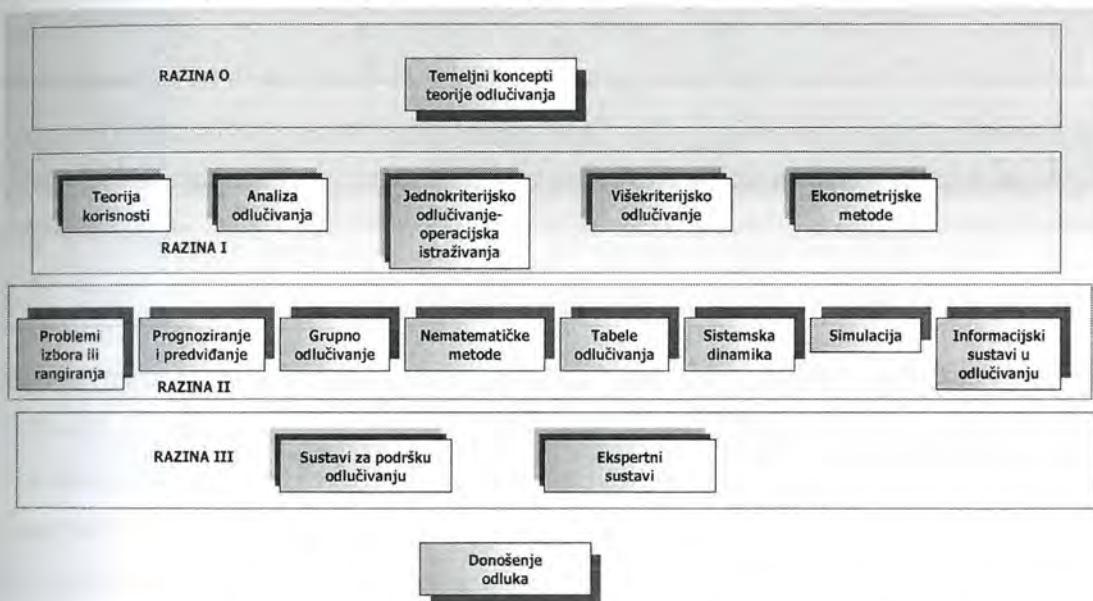 RAZINA O
Temeljni koncepti
teorije odlučivanja
Teorija
korisnosti
Analiza
odlučivanja
Jednokriterijsko
odlučivanje-
operacijska
istraživanja
Višekriterijsko
odlučivanje
Ekonometrijske
metode
RAZINA I
Problemi
izbora ili
rangiranja
Prognoziranje
i predviđanje
Grupno
odlučivanje
Nematematičke
metode
Tabele
odlučivanja
Sistemska
dinamika
Simulacija
Informacijski
sustavi u
odlučivanju
RAZINA II
RAZINA III
Sustavi za podršku
odlučivanju
Ekspertni
sustavi
Donošenje
odluka